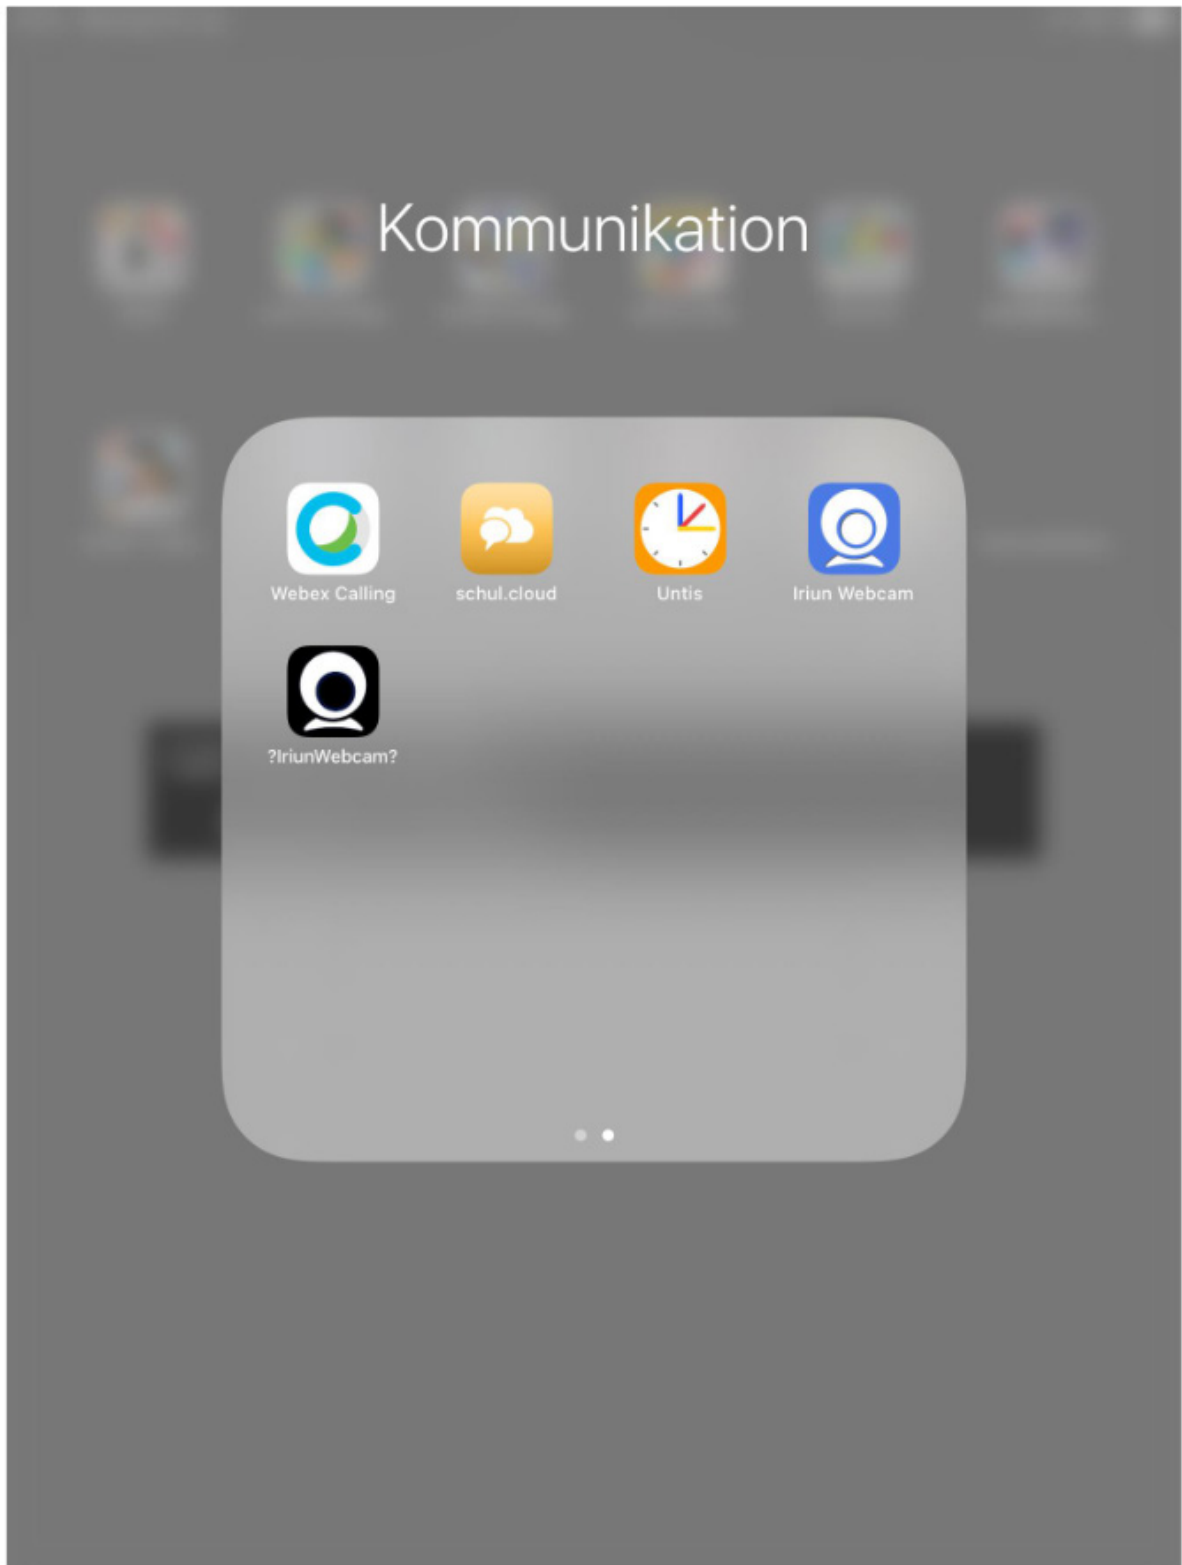 Kommunikation
Webex Calling
schul.cloud
Untis
Iriun Webcam
?IriunWebcam?